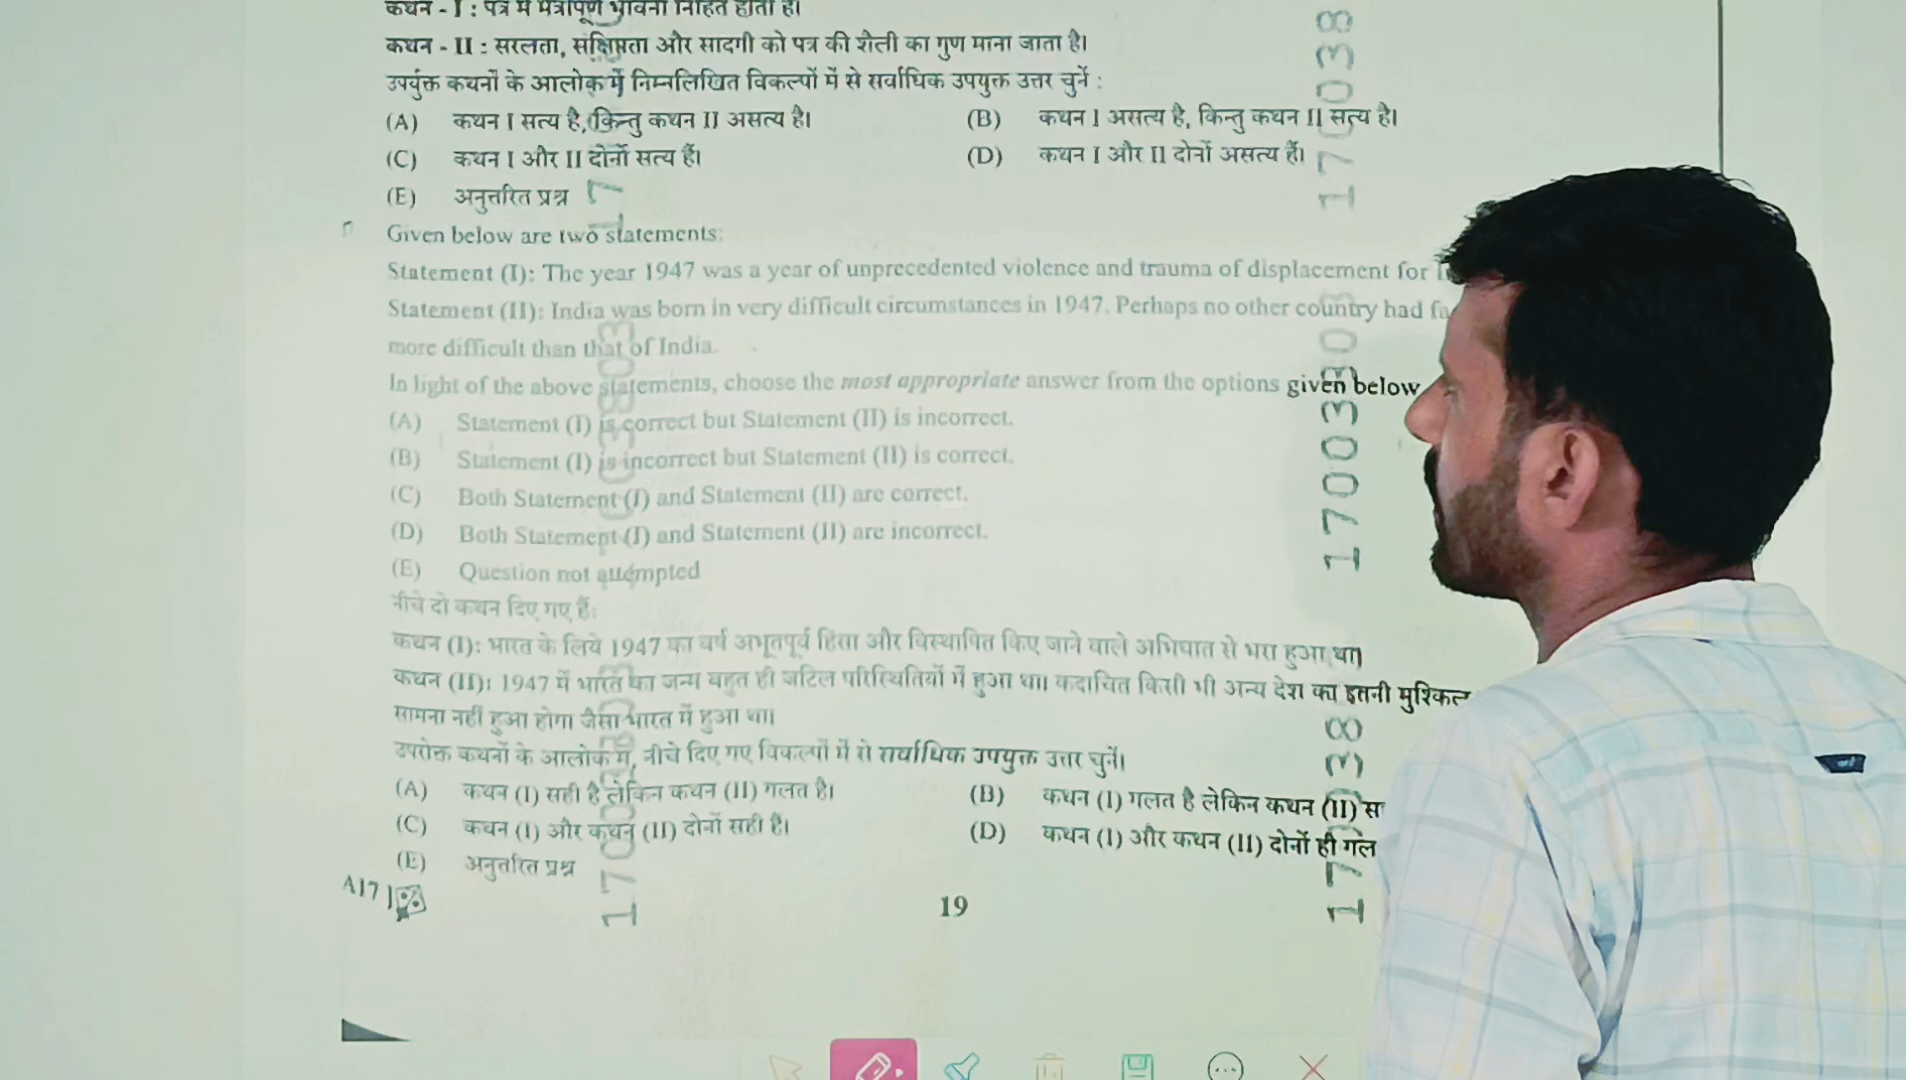 कथन - I : पत्र में मैत्रीपूर्ण भावना निहित होती है।
कथन - II : सरलता, संक्षिप्तता और सादगी को पत्र की शैली का गुण माना जाता है।
उपर्युक्त कथनों के आलोक में निम्नलिखित विकल्पों में से सर्वाधिक उपयुक्त उत्तर चुनें :
(A) कथन I सत्य है, किन्तु कथन II असत्य है। (B) कथन I असत्य है, किन्तु कथन II सत्य है।
(C) कथन I और II दोनों सत्य हैं। (D) कथन I और II दोनों असत्य हैं।
(E) अनुत्तरित प्रश्न
Given below are two statements:
Statement (I): The year 1947 was a year of unprecedented violence and trauma of displacement for
Statement (II): India was born in very difficult circumstances in 1947. Perhaps no other country had
more difficult than that of India.
In light of the above statements, choose the most appropriate answer from the options given below
(A) Statement (I) is correct but Statement (II) is incorrect.
(B) Statement (I) is incorrect but Statement (II) is correct.
(C) Both Statement (I) and Statement (II) are correct.
(D) Both Statement (I) and Statement (II) are incorrect.
(E) Question not attempted
नीचे दो कथन दिए गए हैं:
कथन (I): भारत के लिये 1947 का वर्ष अभूतपूर्व हिंसा और विस्थापित किए जाने वाले अभिघात से भरा हुआ था।
कथन (II): 1947 में भारत का जन्म बहुत ही जटिल परिस्थितियों में हुआ था। कदाचित किसी भी अन्य देश का इतनी मुश्किल
सामना नहीं हुआ होगा जैसा भारत में हुआ था।
उपरोक्त कथनों के आलोक में, नीचे दिए गए विकल्पों में से सर्वाधिक उपयुक्त उत्तर चुनें।
(A) कथन (I) सही है लेकिन कथन (II) गलत है। (B) कथन (I) गलत है लेकिन कथन (II) स
(C) कथन (I) और कथन (II) दोनों सही हैं। (D) कथन (I) और कथन (II) दोनों ही गल
(E) अनुत्तरित प्रश्न
A17 ]
19
170038
1700380